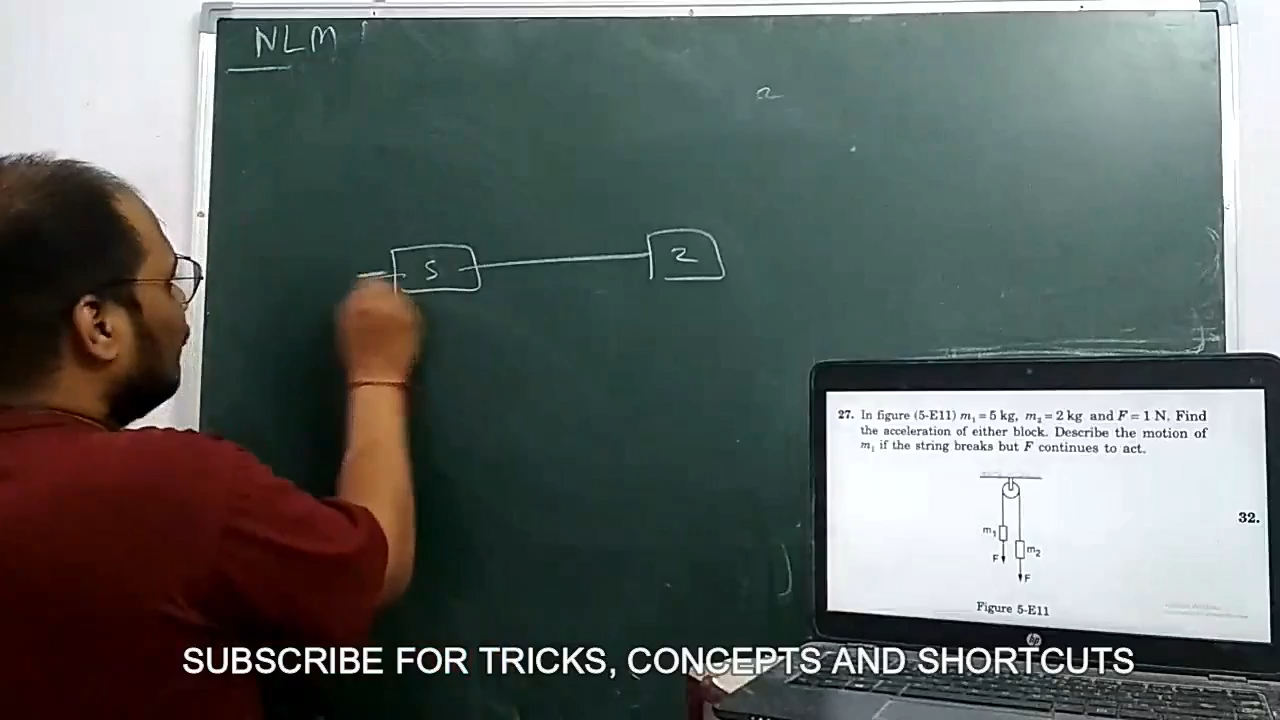 NLM
5
2
27. In figure (5-E11) m₁ = 5 kg, m₂ = 2 kg and F = 1 N. Find
the acceleration of either block. Describe the motion of
m₁ if the string breaks but F continues to act.
32.
m₁
m₂
F
F
Figure 5-E11
hp
SUBSCRIBE FOR TRICKS, CONCEPTS AND SHORTCUTS